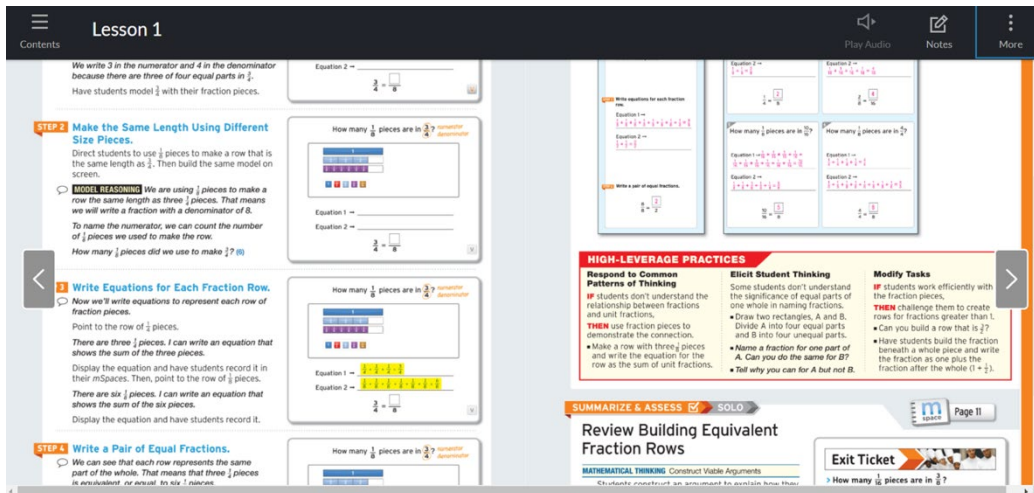 Lesson 1
Contents
Play Audio
Notes
More
We write 3 in the numerator and 4 in the denominator
because there are three of four equal parts in 3/4.
Have students model 3/4 with their fraction pieces.
Equation 2 →
3/4 = /8
STEP 2 Make the Same Length Using Different
Size Pieces.
Direct students to use 1/8 pieces to make a row that is
the same length as 3/4. Then build the same model on
screen.
MODEL REASONING We are using 1/8 pieces to make a
row the same length as three 1/4 pieces. That means
we will write a fraction with a denominator of 8.
To name the numerator, we can count the number
of 1/8 pieces we used to make the row.
How many 1/8 pieces did we use to make 3/4? (6)
How many 1/8 pieces are in 3/4? numerator
denominator
Equation 1 →
Equation 2 →
3/4 = /8
3 Write Equations for Each Fraction Row.
Now we'll write equations to represent each row of
fraction pieces.
Point to the row of 1/4 pieces.
There are three 1/4 pieces. I can write an equation that
shows the sum of the three pieces.
Display the equation and have students record it in
their mSpaces. Then, point to the row of 1/8 pieces.
There are six 1/8 pieces. I can write an equation that
shows the sum of the six pieces.
Display the equation and have students record it.
How many 1/8 pieces are in 3/4? numerator
denominator
Equation 1 →
Equation 2 →
3/4 = /8
STEP 4 Write a Pair of Equal Fractions.
We can see that each row represents the same
part of the whole. That means that three 1/4 pieces
is equivalent, or equal, to six 1/8 pieces.
How many 1/8 pieces are in 3/4? numerator
denominator
Write equations for each fraction
row.
Equation 1 →
Equation 2 →
Write a pair of equal fractions.
Equation 2 →
Equation 2 →
How many pieces are in
Equation 1 →
Equation 2 →
How many pieces are in
Equation 1 →
Equation 2 →
HIGH-LEVERAGE PRACTICES
Respond to Common
Patterns of Thinking
IF students don't understand the
relationship between fractions
and unit fractions,
THEN use fraction pieces to
demonstrate the connection.
▪ Make a row with three 1/8 pieces
and write the equation for the
row as the sum of unit fractions.
Elicit Student Thinking
Some students don't understand
the significance of equal parts of
one whole in naming fractions.
▪ Draw two rectangles, A and B.
Divide A into four equal parts
and B into four unequal parts.
▪ Name a fraction for one part of
A. Can you do the same for B?
▪ Tell why you can for A but not B.
Modify Tasks
IF students work efficiently with
the fraction pieces,
THEN challenge them to create
rows for fractions greater than 1.
▪ Can you build a row that is 3/2?
▪ Have students build the fraction
beneath a whole piece and write
the fraction as one plus the
fraction after the whole (1 + 1/2).
SUMMARIZE & ASSESS SOLO
m space Page 11
Review Building Equivalent
Fraction Rows
MATHEMATICAL THINKING Construct Viable Arguments
Students construct an argument to explain how they
Exit Ticket
How many 1/16 pieces are in 3/8?